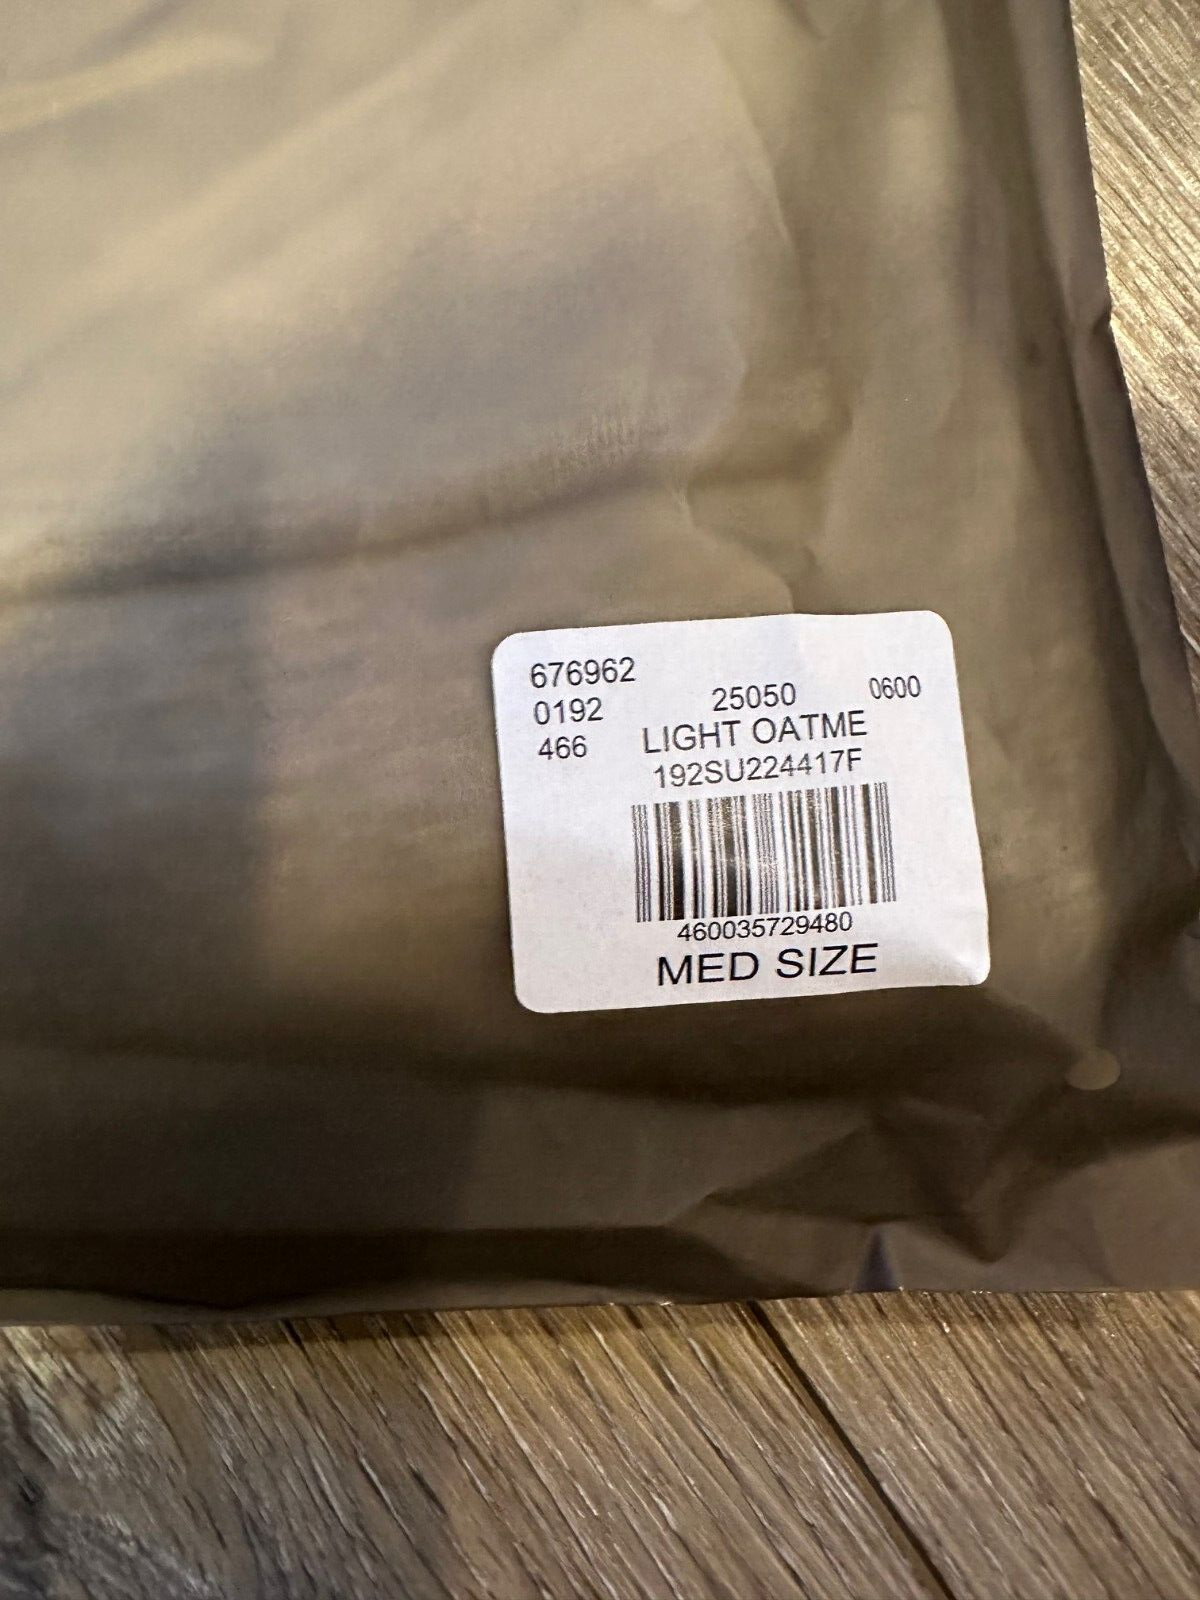 676962
0192 25050 0600
466 LIGHT OATME
192SU224417F
460035729480
MED SIZE